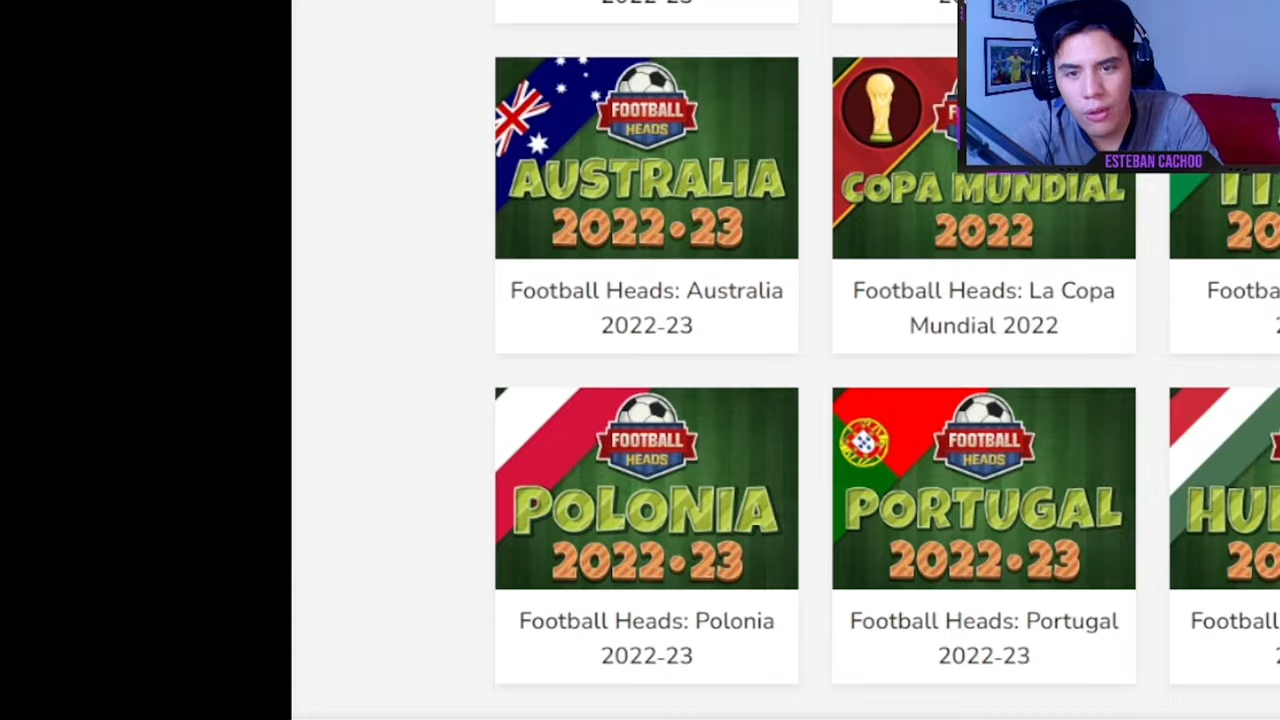 2022-23
FOOTBALL
HEADS
AUSTRALIA
2022•23
Football Heads: Australia
2022-23
COPA MUNDIAL
2022
Football Heads: La Copa
Mundial 2022
ESTEBAN CACHOO
FOOTBALL
HEADS
POLONIA
2022•23
Football Heads: Polonia
2022-23
FOOTBALL
HEADS
PORTUGAL
2022•23
Football Heads: Portugal
2022-23